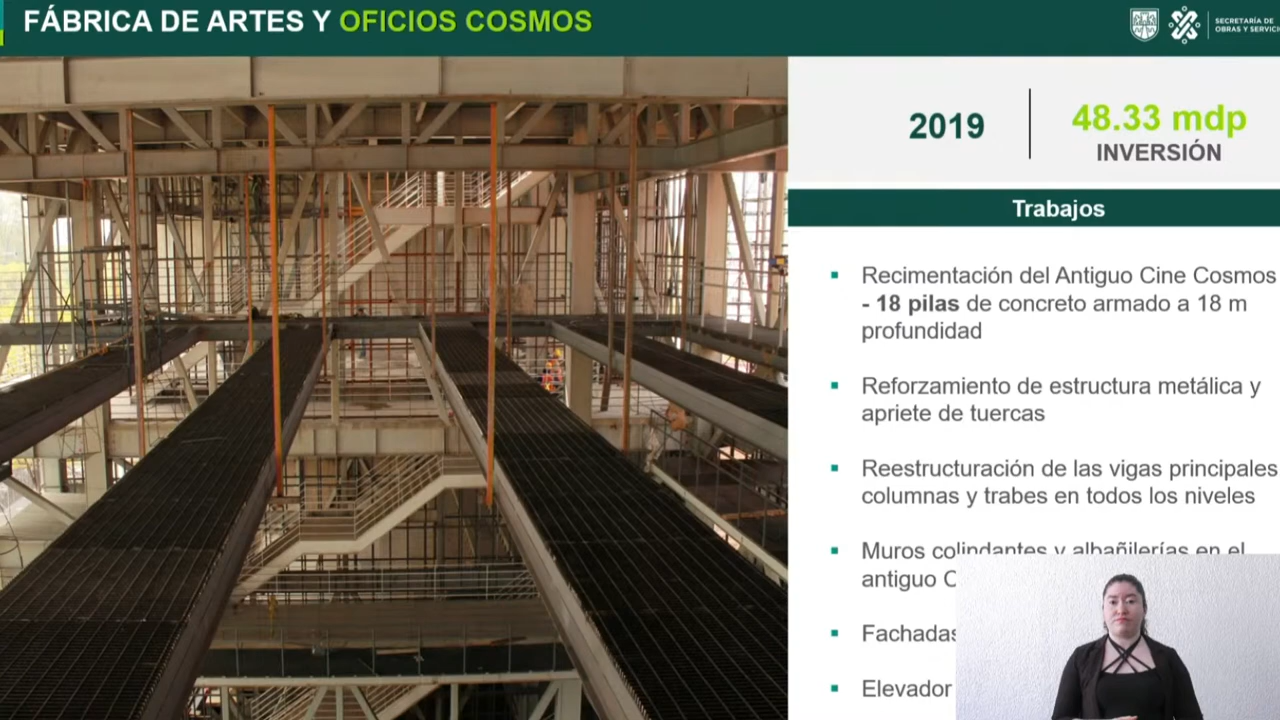 FÁBRICA DE ARTES Y OFICIOS COSMOS
SECRETARÍA DE
OBRAS Y
2019
48.33 mdp
INVERSIÓN
Trabajos
Recimentación del Antiguo Cine Cosmos
- 18 pilas de concreto armado a 18 m
profundidad
Reforzamiento de estructura metálica y
apriete de tuercas
Reestructuración de las vigas principales
columnas y trabes en todos los niveles
Muros colindantes y albañilerías en el
antiguo
Fachadas
Elevador